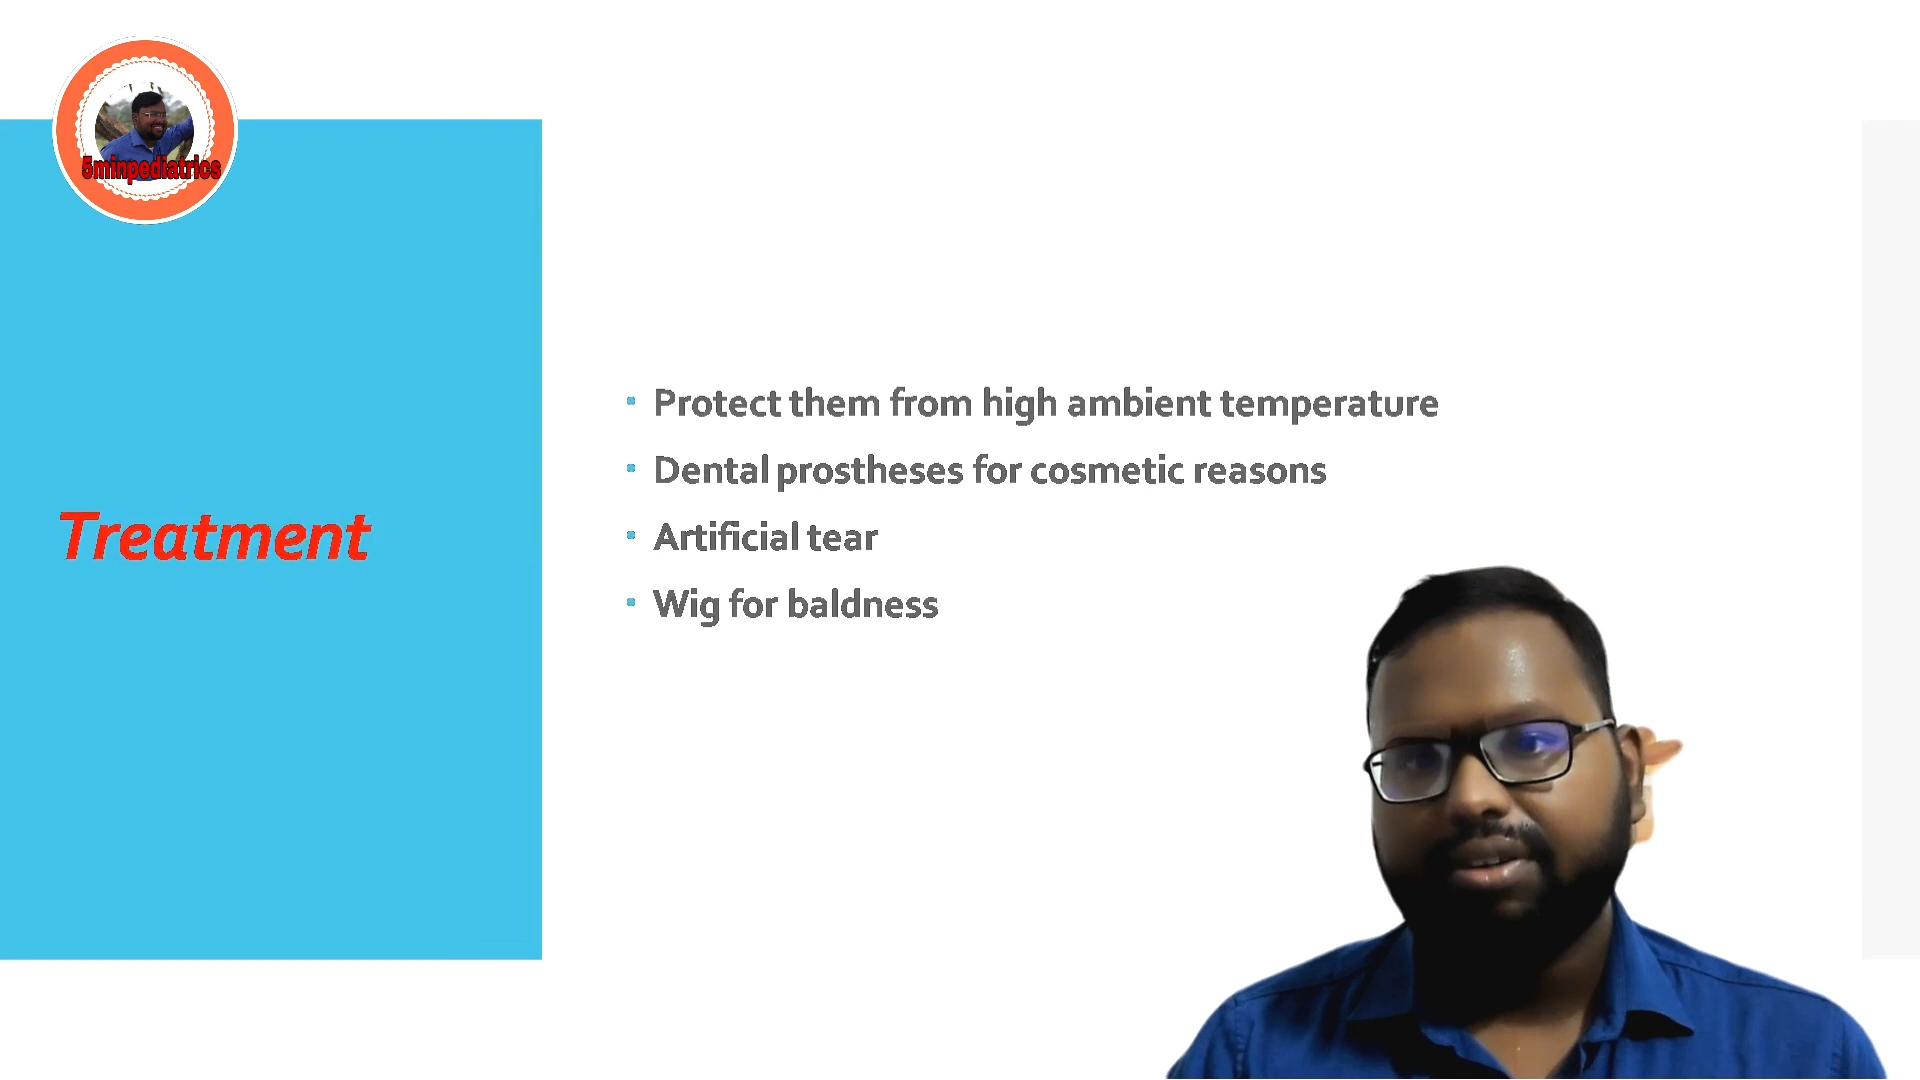 5minpediatrics
Treatment
Protect them from high ambient temperature
Dental prostheses for cosmetic reasons
Artificial tear
Wig for baldness